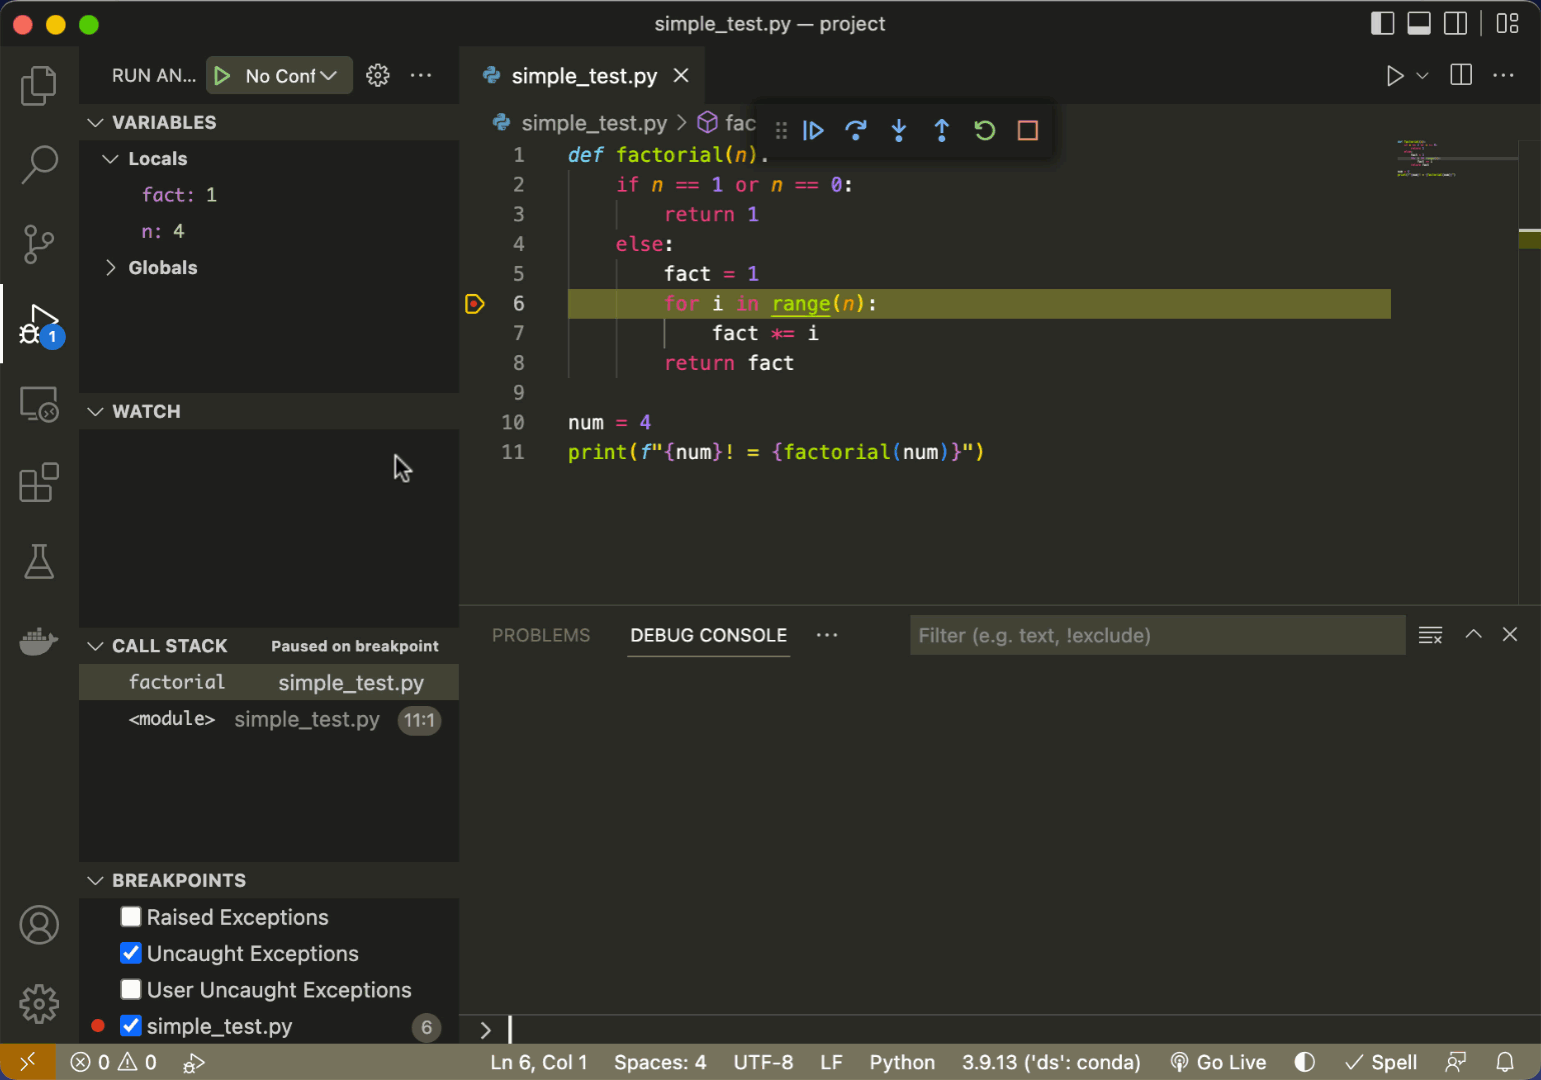 simple_test.py — project
RUN AN... No Conf
simple_test.py
VARIABLES
Locals
fact: 1
n: 4
Globals
WATCH
CALL STACK Paused on breakpoint
factorial simple_test.py
<module> simple_test.py 11:1
BREAKPOINTS
Raised Exceptions
Uncaught Exceptions
User Uncaught Exceptions
simple_test.py 6
1
simple_test.py > fac
1 def factorial(n):
2 if n == 1 or n == 0:
3 return 1
4 else:
5 fact = 1
6 for i in range(n):
7 fact *= i
8 return fact
9
10 num = 4
11 print(f"{num}! = {factorial(num)}")
PROBLEMS DEBUG CONSOLE Filter (e.g. text, !exclude)
>
0 0 Ln 6, Col 1 Spaces: 4 UTF-8 LF Python 3.9.13 ('ds': conda) Go Live Spell